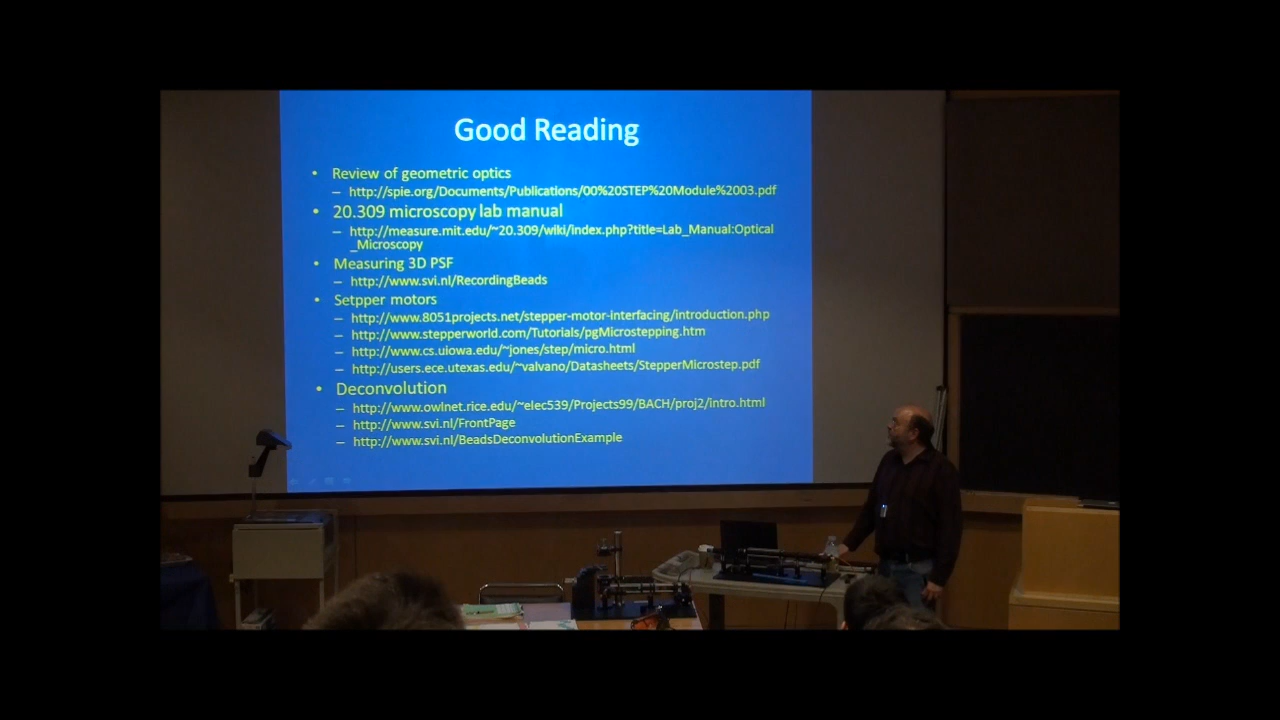 Good Reading
• Review of geometric optics
– http://spie.org/Documents/Publications/00%20STEP%20Module%2003.pdf
• 20.309 microscopy lab manual
– http://measure.mit.edu/~20.309/wiki/index.php?title=Lab_Manual:Optical
_Microscopy
• Measuring 3D PSF
– http://www.svi.nl/RecordingBeads
• Setpper motors
– http://www.8051projects.net/stepper-motor-interfacing/introduction.php
– http://www.stepperworld.com/Tutorials/pgMicrostepping.htm
– http://www.cs.uiowa.edu/~jones/step/micro.html
– http://users.ece.utexas.edu/~valvano/Datasheets/StepperMicrostep.pdf
• Deconvolution
– http://www.owlnet.rice.edu/~elec539/Projects99/BACH/proj2/intro.html
– http://www.svi.nl/FrontPage
– http://www.svi.nl/BeadsDeconvolutionExample